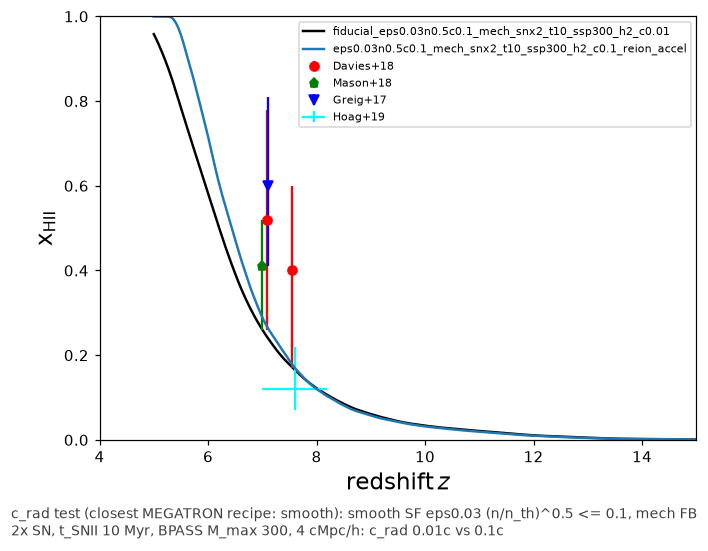 1.0
0.8
0.6
0.4
0.2
0.0
x_HII
4 6 8 10 12 14
redshift z
fiducial_eps0.03n0.5c0.1_mech_snx2_t10_ssp300_h2_c0.01
eps0.03n0.5c0.1_mech_snx2_t10_ssp300_h2_c0.1_reion_accel
Davies+18
Mason+18
Greig+17
Hoag+19
c_rad test (closest MEGATRON recipe: smooth): smooth SF eps0.03 (n/n_th)^0.5 <= 0.1, mech FB
2x SN, t_SNII 10 Myr, BPASS M_max 300, 4 cMpc/h: c_rad 0.01c vs 0.1c